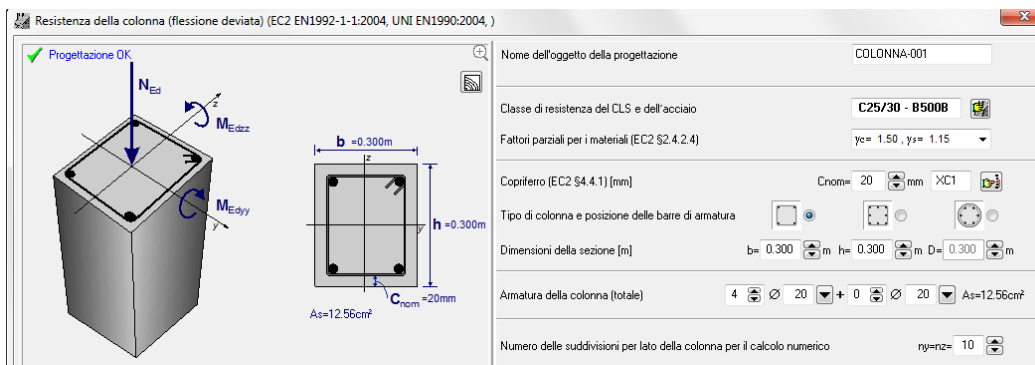 Resistenza della colonna (flessione deviata) (EC2 EN1992-1-1:2004, UNI EN1990:2004, )
Progettazione OK
NEd
z
MEdzz
MEdyy
y
b =0.300m
z
y
h =0.300m
Cnom=20mm
As=12.56cm²
Nome dell'oggetto della progettazione COLONNA-001
Classe di resistenza del CLS e dell'acciaio C25/30 - B500B
Fattori parziali per i materiali (EC2 §2.4.2.4) γc= 1.50 , γs= 1.15
Copriferro (EC2 §4.4.1) [mm] Cnom= 20 mm XC1
Tipo di colonna e posizione delle barre di armatura
Dimensioni della sezione [m] b= 0.300 m h= 0.300 m D= 0.300 m
Armatura della colonna (totale) 4 Ø 20 + 0 Ø 20 As=12.56cm²
Numero delle suddivisioni per lato della colonna per il calcolo numerico ny=nz= 10